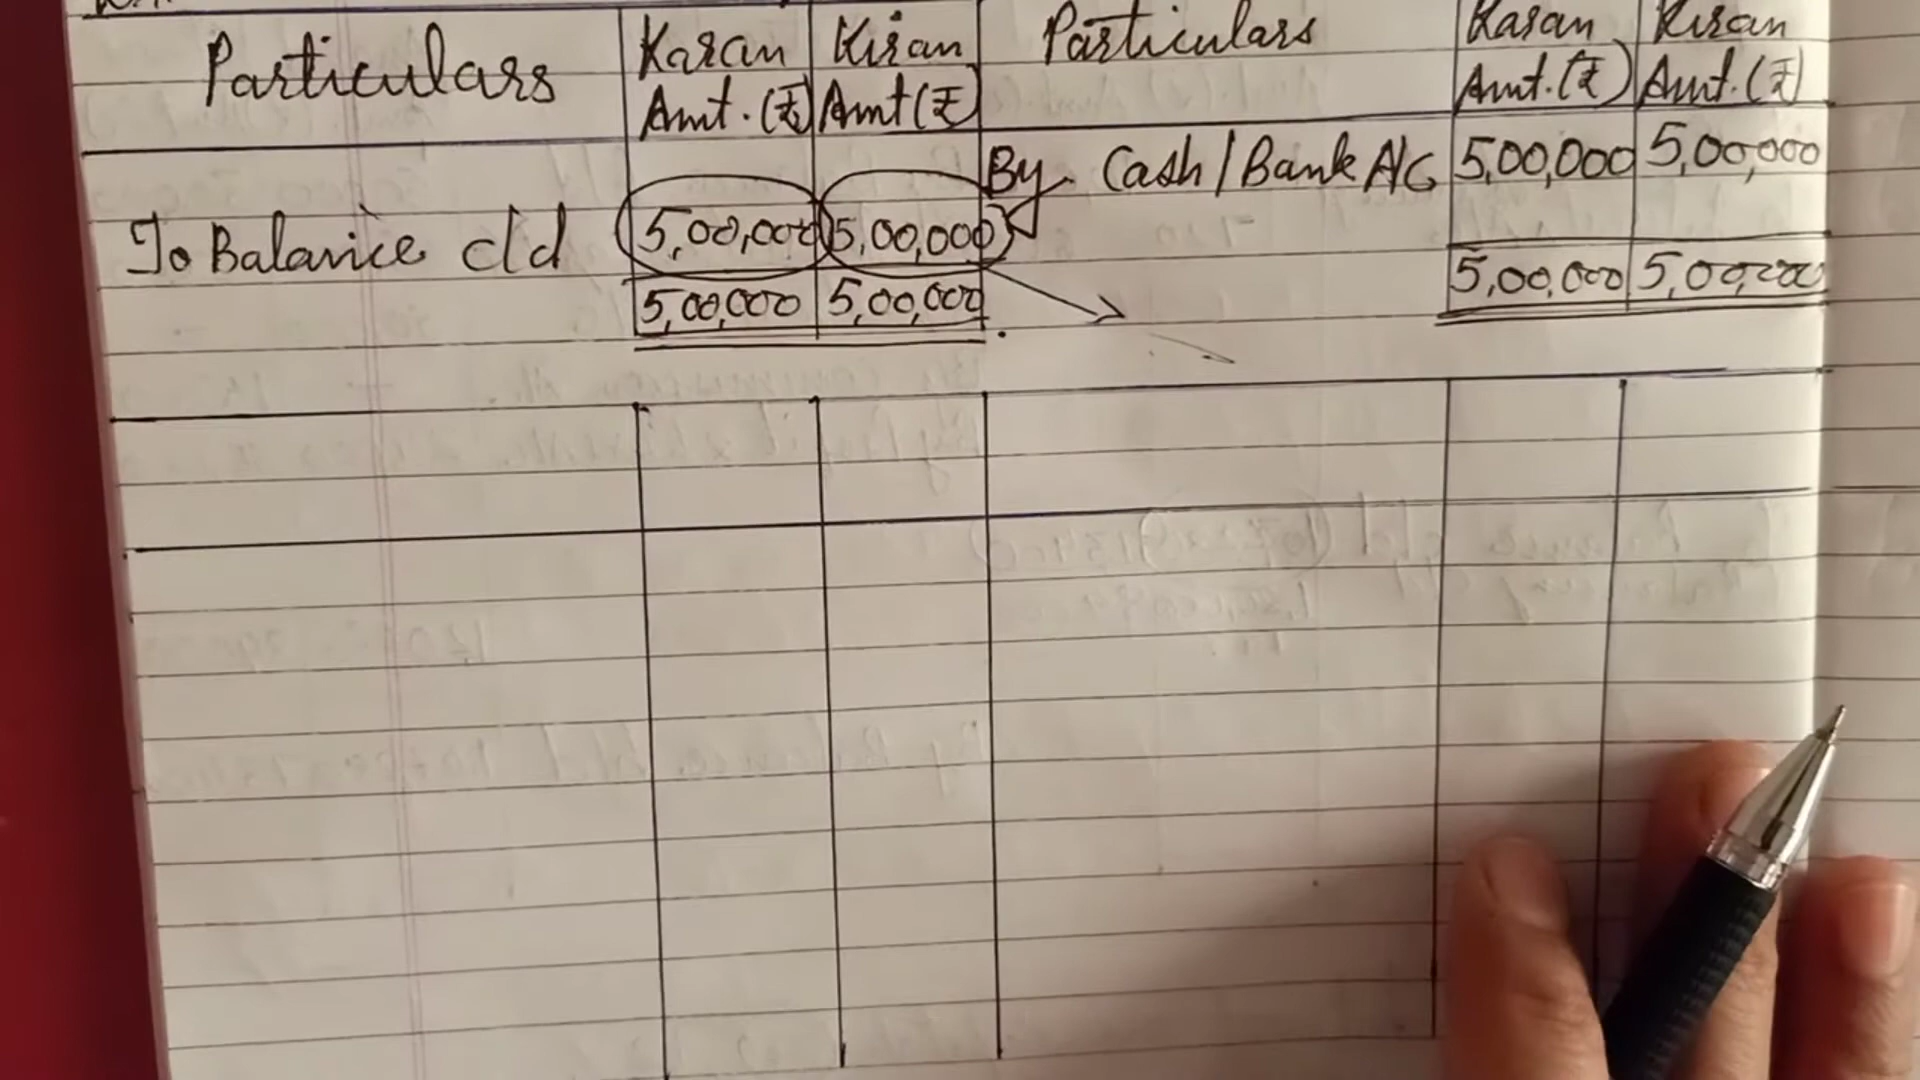 Particulars Karan Kiran Particulars Karan Kiran
Amt. (₹) Amt (₹) Amt. (₹) Amt. (₹)
By Cash/Bank A/C 5,00,000 5,00,000
To Balance c/d 5,00,000 5,00,000
5,00,000 5,00,000 5,00,000 5,00,000